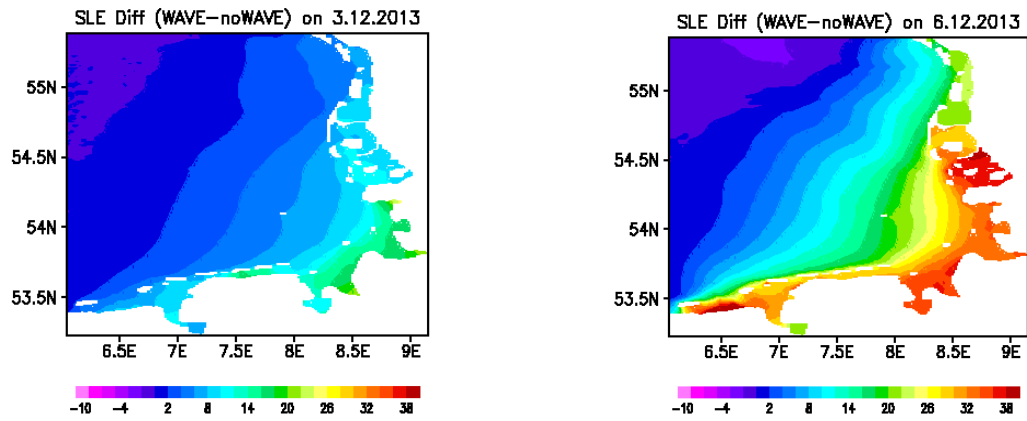 SLE Diff (WAVE-noWAVE) on 3.12.2013
55N
54.5N
54N
53.5N
6.5E 7E 7.5E 8E 8.5E 9E
-10 -4 2 8 14 20 26 32 38
SLE Diff (WAVE-noWAVE) on 6.12.2013
55N
54.5N
54N
53.5N
6.5E 7E 7.5E 8E 8.5E 9E
-10 -4 2 8 14 20 26 32 38